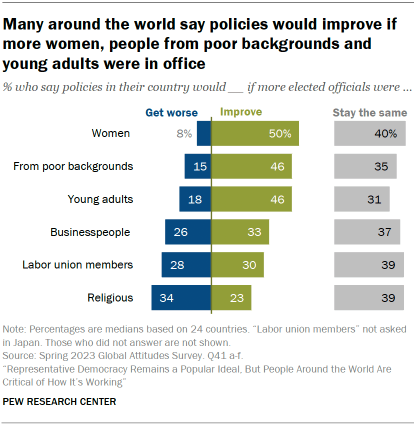 Many around the world say policies would improve if
more women, people from poor backgrounds and
young adults were in office
% who say policies in their country would __ if more elected officials were ...
Get worse Improve Stay the same
Women 8% 50% 40%
From poor backgrounds 15 46 35
Young adults 18 46 31
Businesspeople 26 33 37
Labor union members 28 30 39
Religious 34 23 39
Note: Percentages are medians based on 24 countries. “Labor union members” not asked
in Japan. Those who did not answer are not shown.
Source: Spring 2023 Global Attitudes Survey. Q41 a-f.
“Representative Democracy Remains a Popular Ideal, But People Around the World Are
Critical of How It’s Working”
PEW RESEARCH CENTER